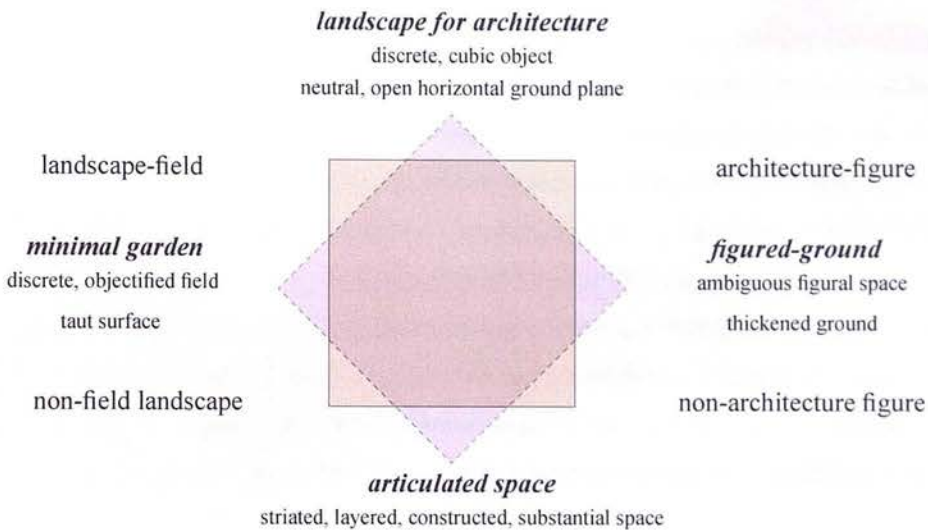 landscape for architecture
discrete, cubic object
neutral, open horizontal ground plane
landscape-field
architecture-figure
minimal garden
discrete, objectified field
taut surface
figured-ground
ambiguous figural space
thickened ground
non-field landscape
non-architecture figure
articulated space
striated, layered, constructed, substantial space